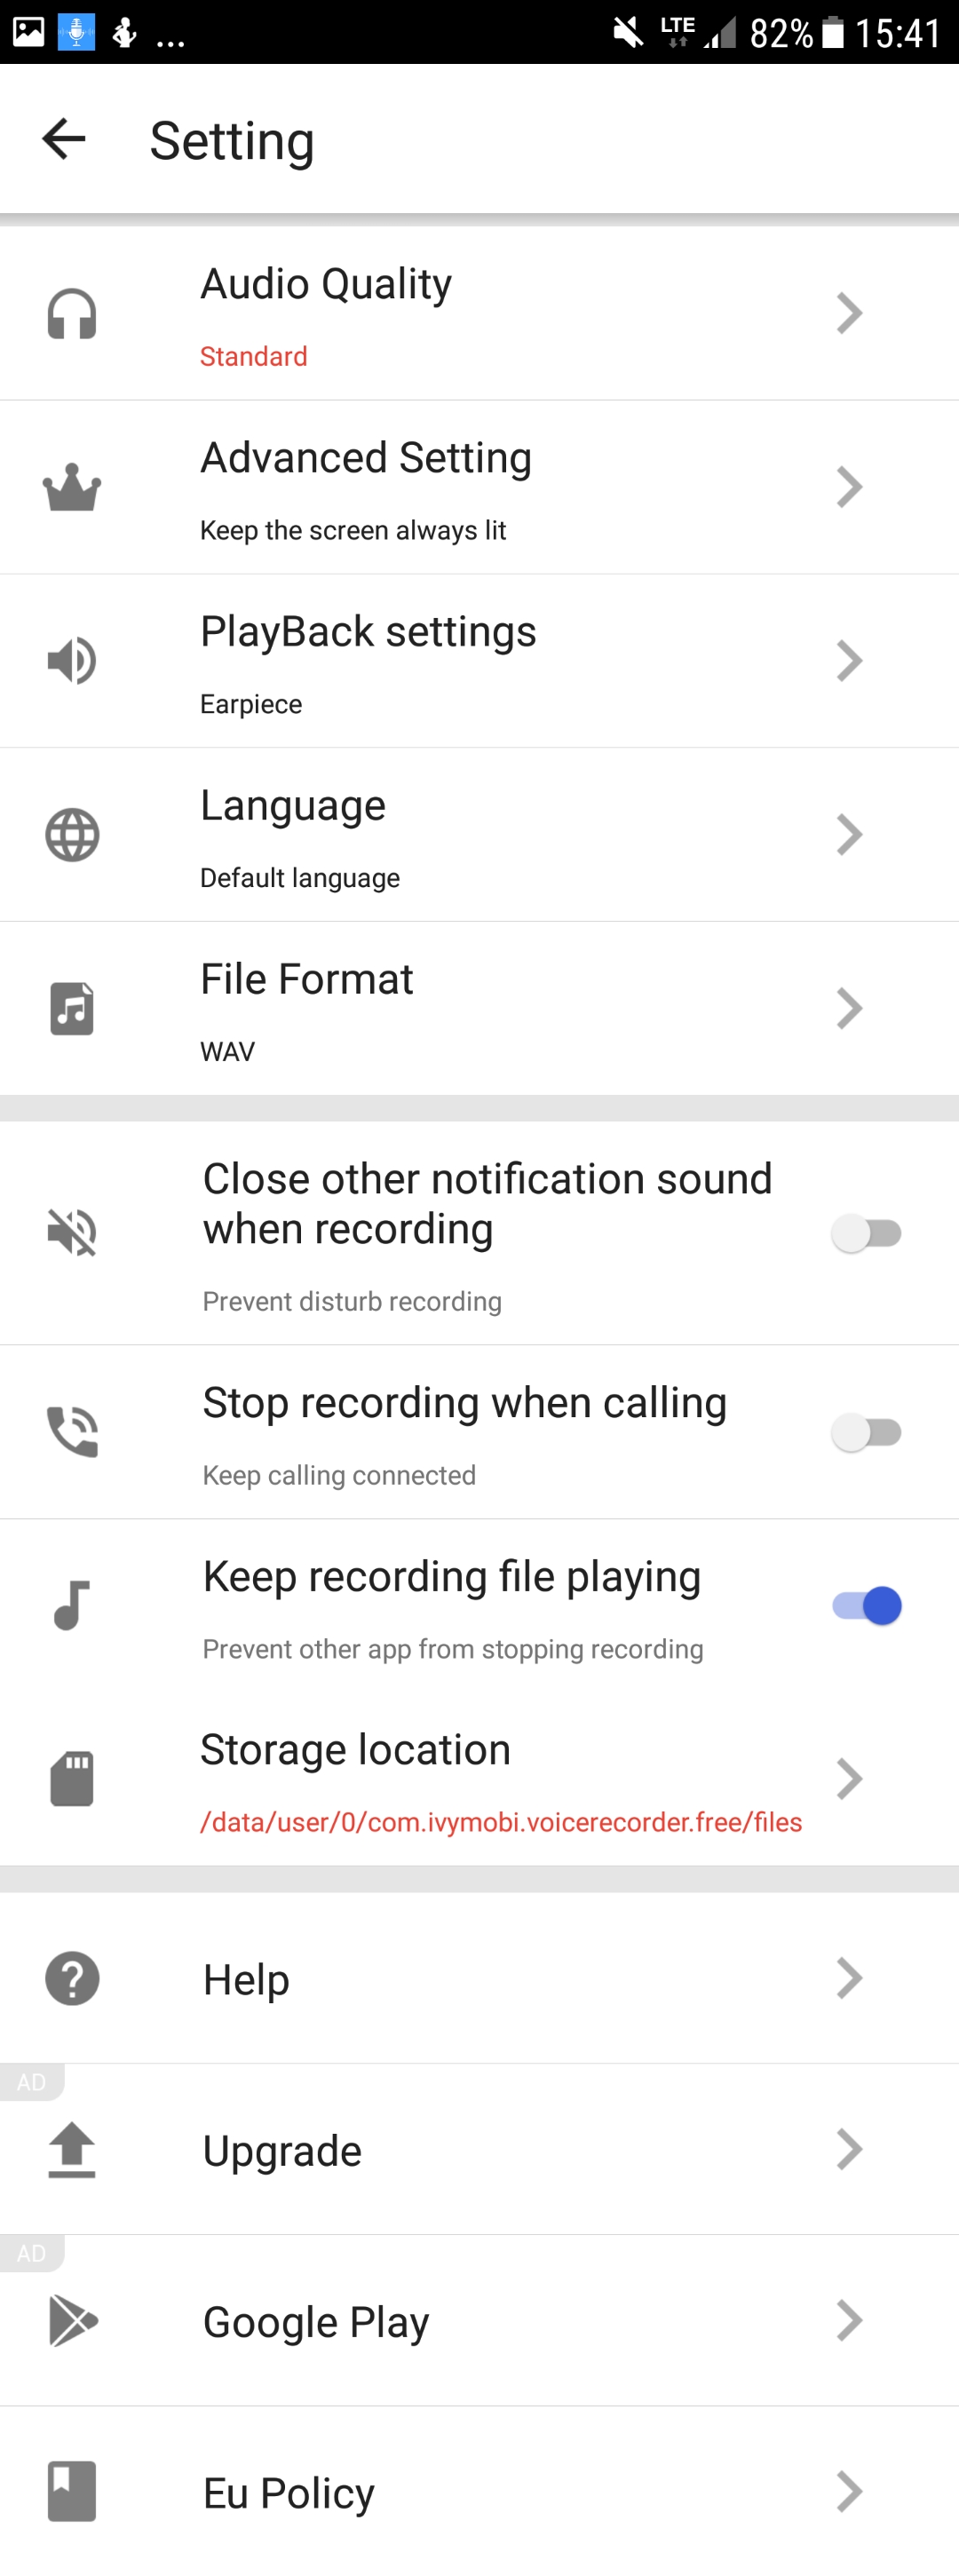 ... LTE 82% 15:41
Setting
Audio Quality
Standard
Advanced Setting
Keep the screen always lit
PlayBack settings
Earpiece
Language
Default language
File Format
WAV
Close other notification sound
when recording
Prevent disturb recording
Stop recording when calling
Keep calling connected
Keep recording file playing
Prevent other app from stopping recording
Storage location
/data/user/0/com.ivymobi.voicerecorder.free/files
Help
AD
Upgrade
AD
Google Play
Eu Policy